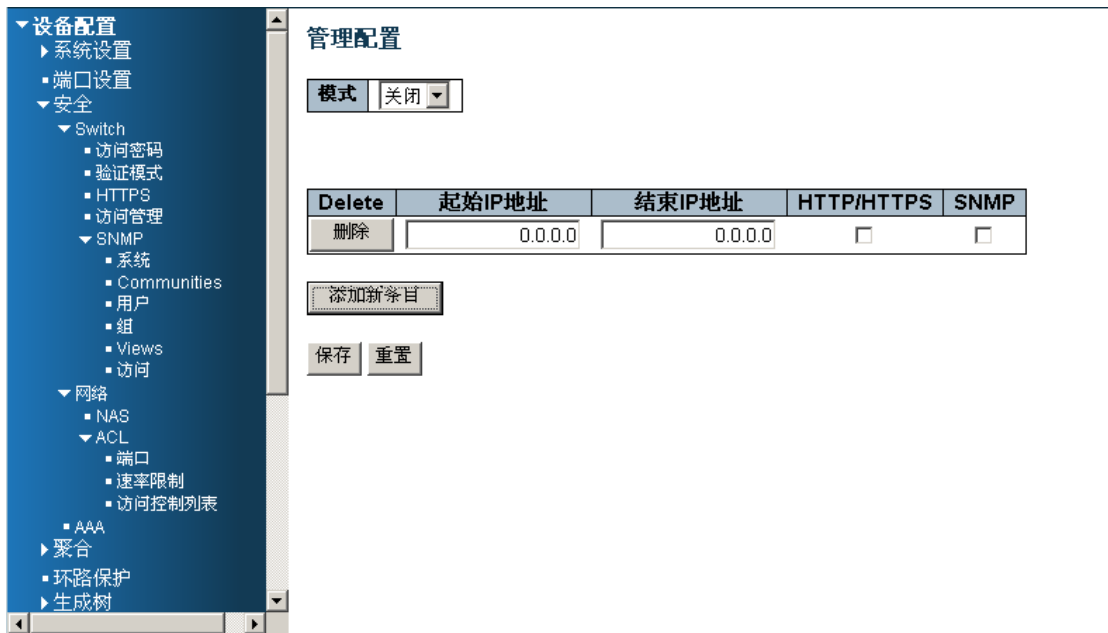 设备配置
系统设置
端口设置
安全
Switch
访问密码
验证模式
HTTPS
访问管理
SNMP
系统
Communities
用户
组
Views
访问
网络
NAS
ACL
端口
速率限制
访问控制列表
AAA
聚合
环路保护
生成树
管理配置
模式 关闭
Delete 起始IP地址 结束IP地址 HTTP/HTTPS SNMP
删除 0.0.0.0 0.0.0.0
添加新条目
保存 重置